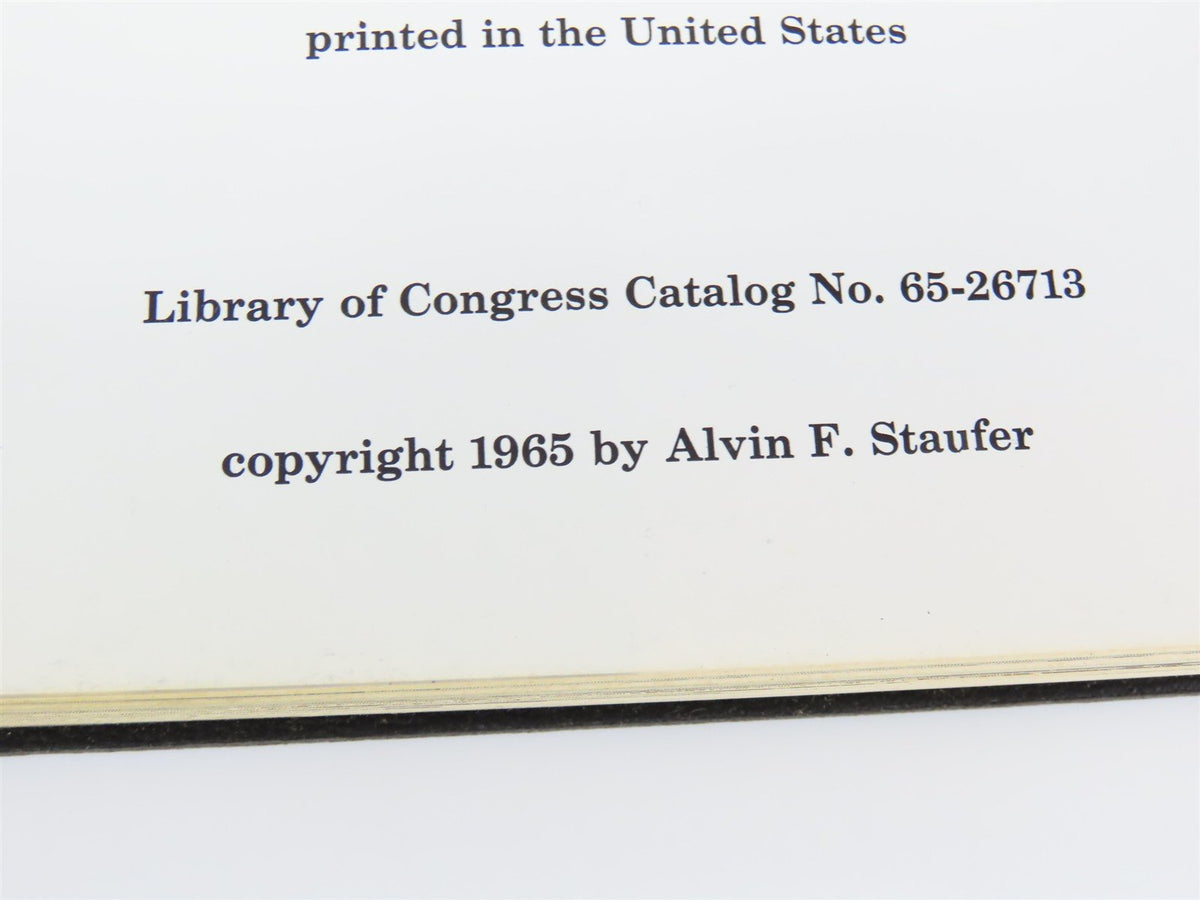 printed in the United States
Library of Congress Catalog No. 65-26713
copyright 1965 by Alvin F. Staufer